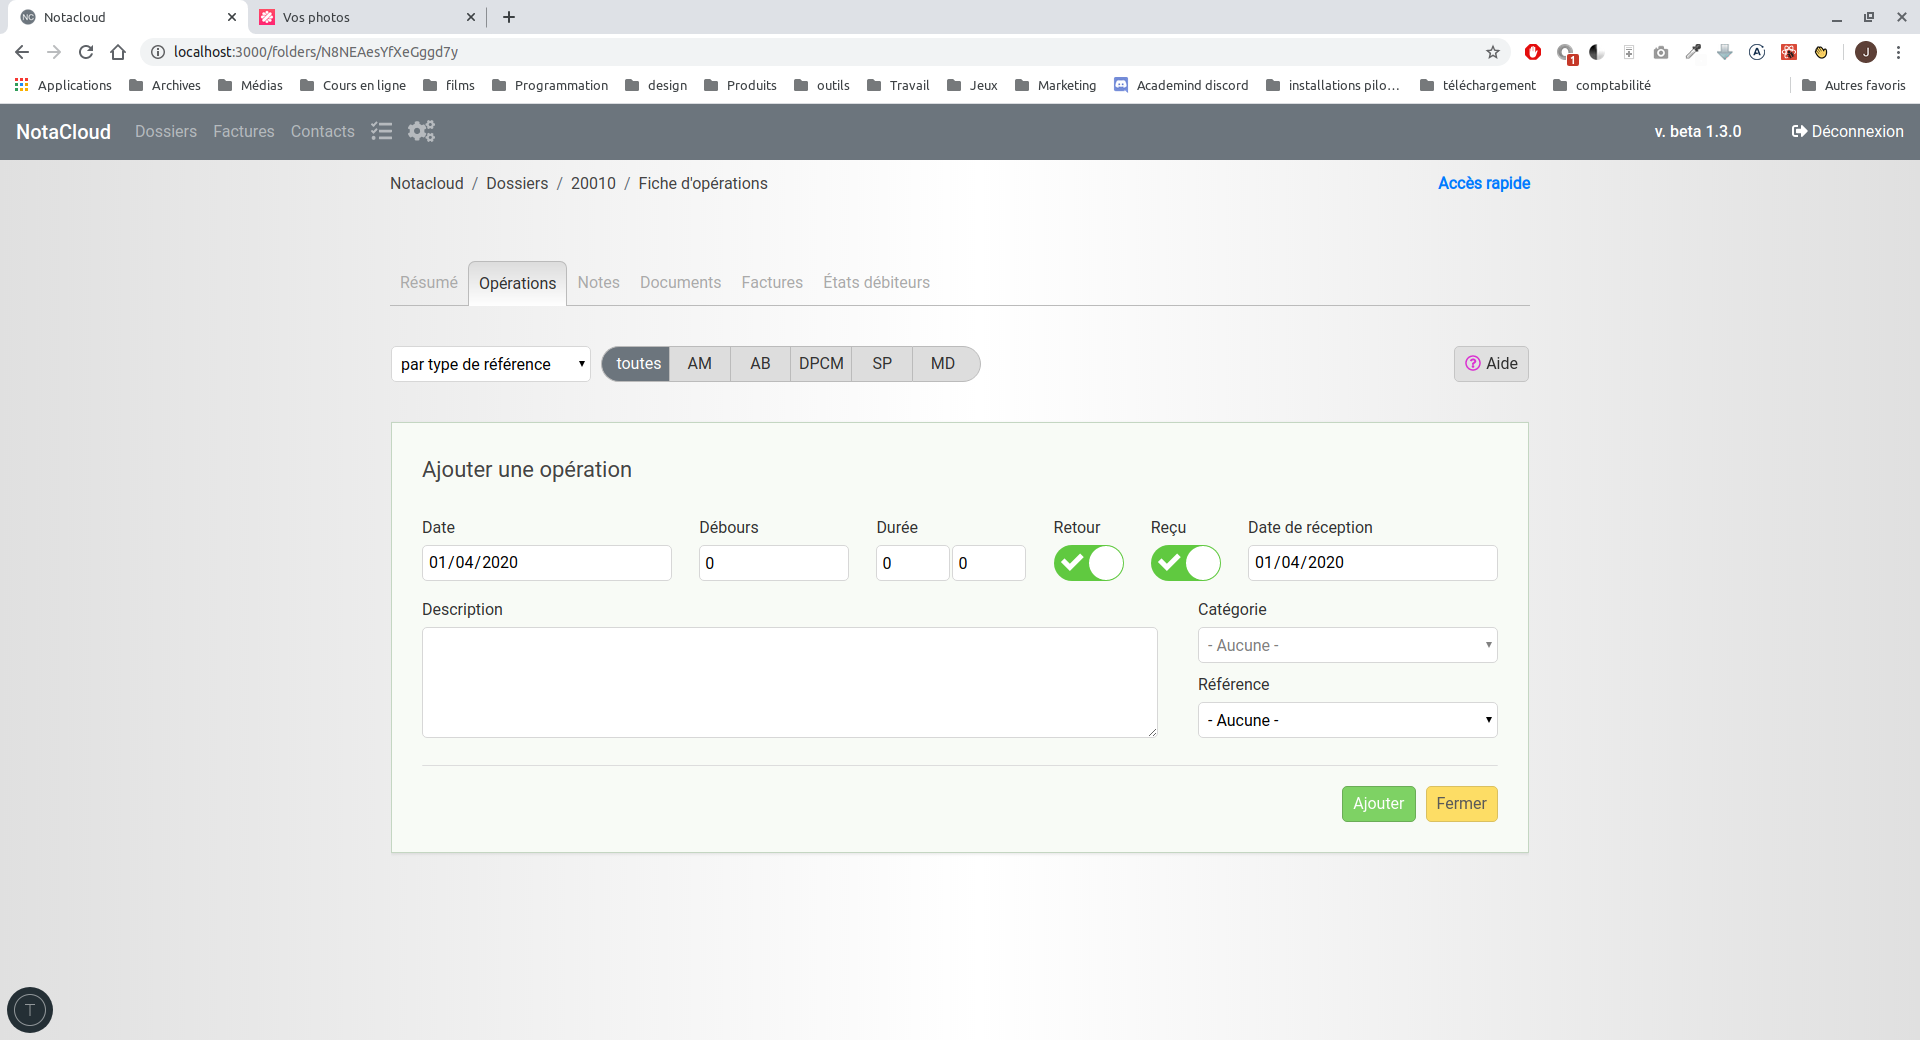 NC Notacloud
Vos photos
localhost:3000/folders/N8NEAesYfXeGggd7y
1
J
Applications Archives Médias Cours en ligne films Programmation design Produits outils Travail Jeux Marketing Academind discord installations pilo… téléchargement comptabilité Autres favoris
NotaCloud Dossiers Factures Contacts v. beta 1.3.0 Déconnexion
Notacloud / Dossiers / 20010 / Fiche d'opérations Accès rapide
Résumé Opérations Notes Documents Factures États débiteurs
par type de référence toutes AM AB DPCM SP MD Aide
Ajouter une opération
Date Débours Durée Retour Reçu Date de réception
01/04/2020 0 0 0 01/04/2020
Description Catégorie
- Aucune -
Référence
- Aucune -
Ajouter Fermer
T